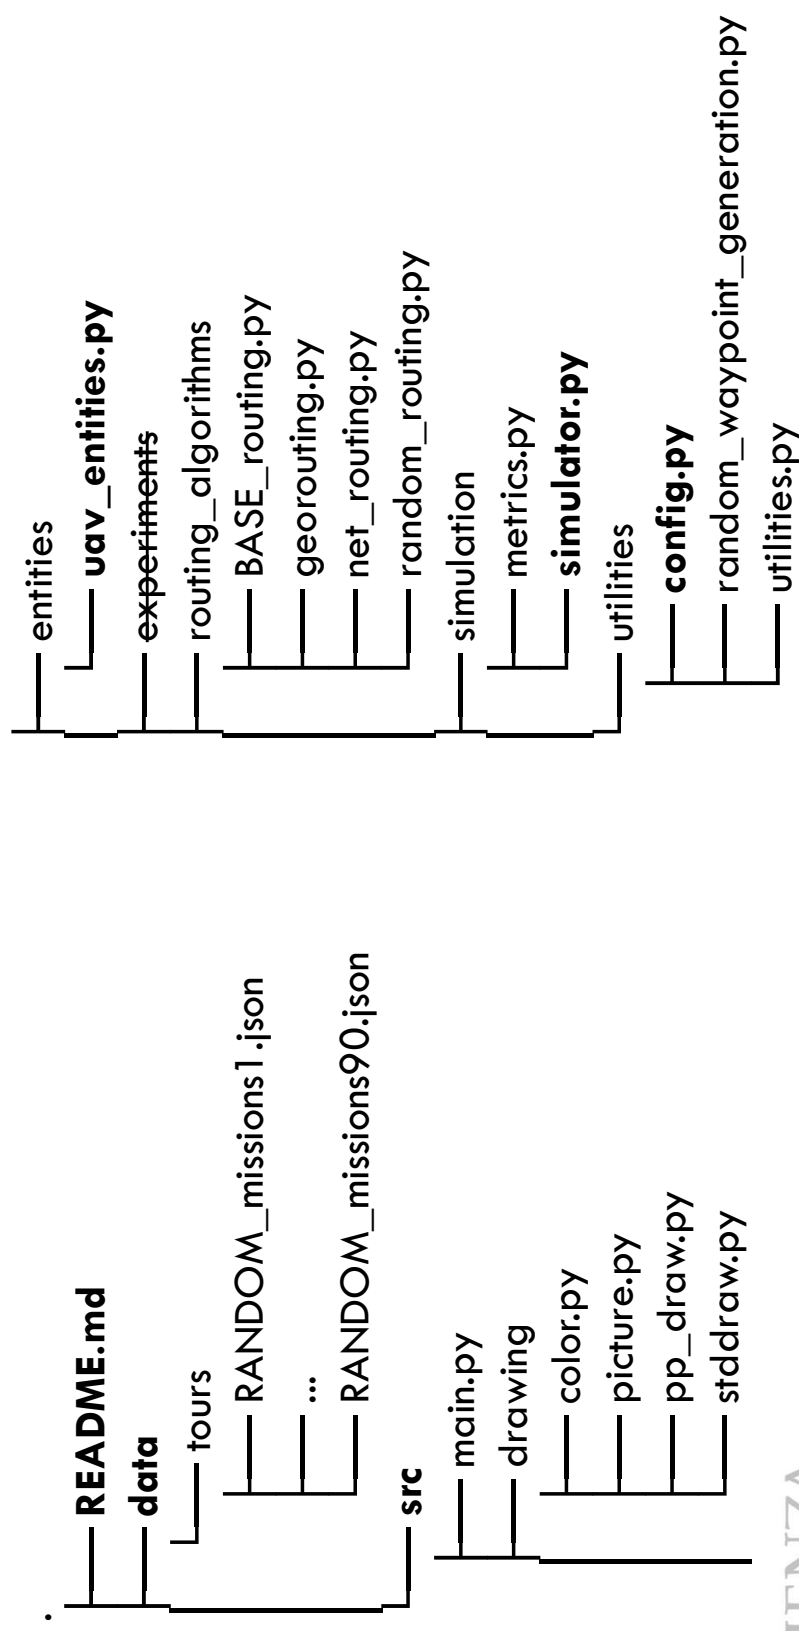 .
README.md
data
tours
RANDOM_missions1.json
...
RANDOM_missions90.json
src
main.py
drawing
color.py
picture.py
pp_draw.py
stddraw.py
entities
uav_entities.py
experiments
routing_algorithms
BASE_routing.py
georouting.py
net_routing.py
random_routing.py
simulation
metrics.py
simulator.py
utilities
config.py
random_waypoint_generation.py
utilities.py